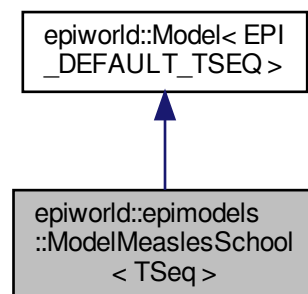 epiworld::Model< EPI
_DEFAULT_TSEQ >
epiworld::epimodels
::ModelMeaslesSchool
< TSeq >